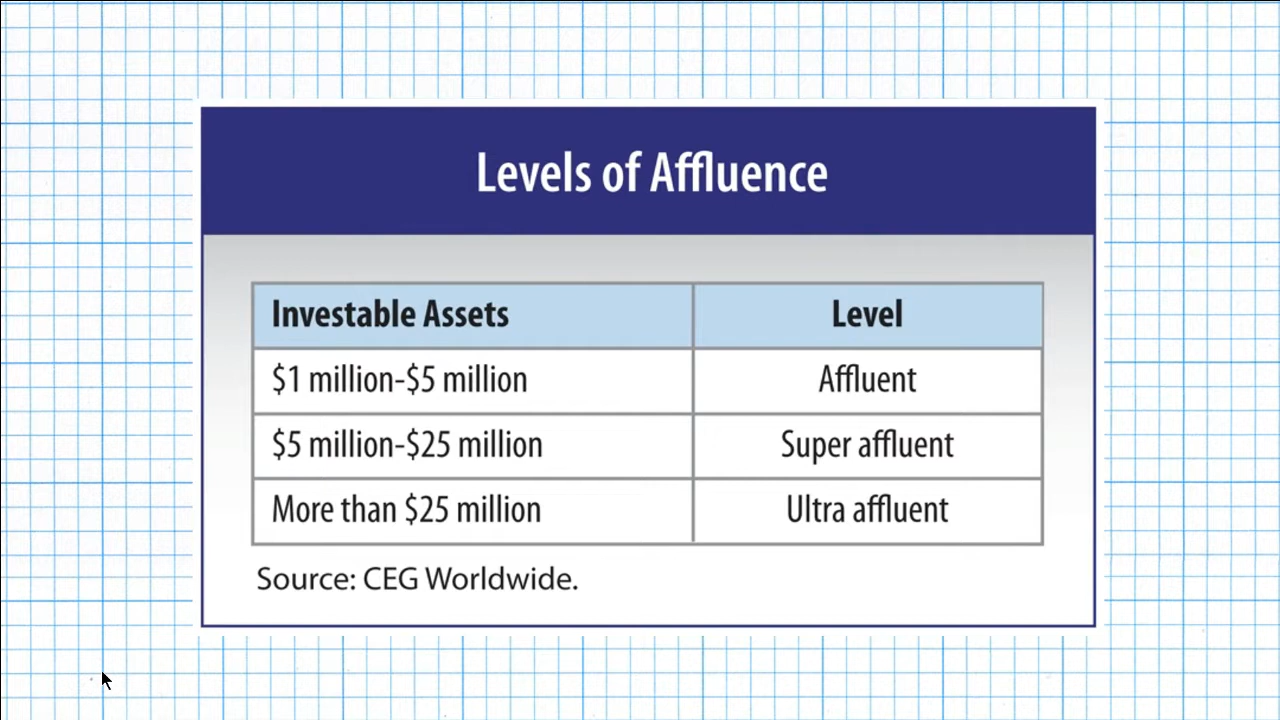 Levels of Affluence
Investable Assets Level
$1 million-$5 million Affluent
$5 million-$25 million Super affluent
More than $25 million Ultra affluent
Source: CEG Worldwide.